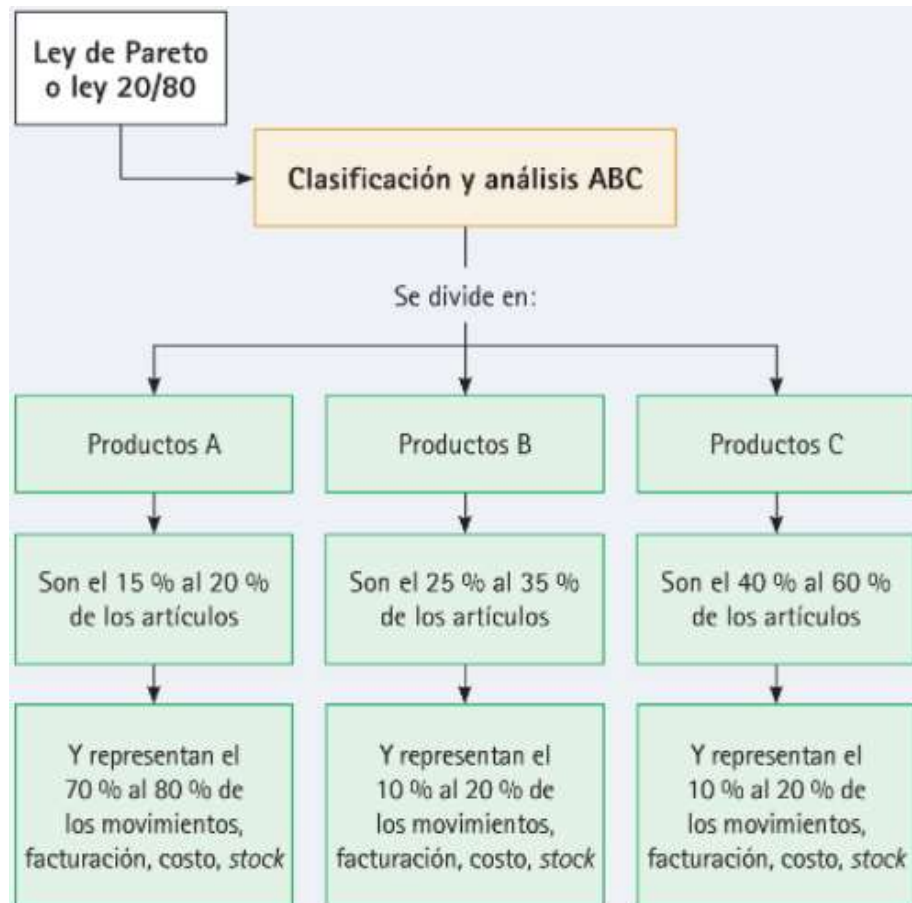 Ley de Pareto
o ley 20/80
Clasificación y análisis ABC
Se divide en:
Productos A
Productos B
Productos C
Son el 15 % al 20 %
de los artículos
Son el 25 % al 35 %
de los artículos
Son el 40 % al 60 %
de los artículos
Y representan el
70 % al 80 % de
los movimientos,
facturación, costo, stock
Y representan el
10 % al 20 % de
los movimientos,
facturación, costo, stock
Y representan el
10 % al 20 % de
los movimientos,
facturación, costo, stock